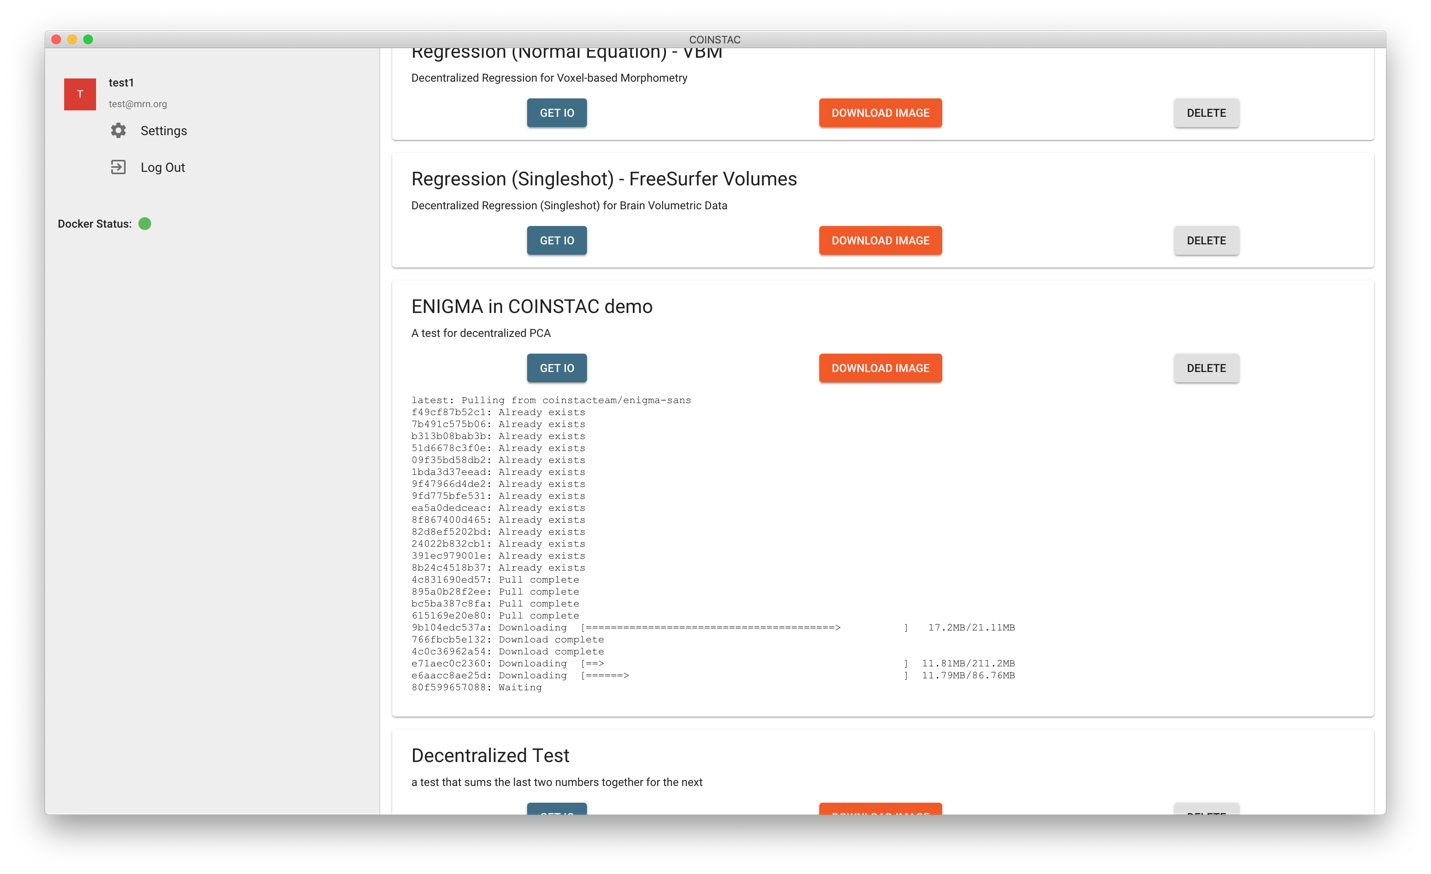 COINSTAC
T
test1
test@mrn.org
Settings
Log Out
Docker Status:
Regression (Normal Equation) - VBM
Decentralized Regression for Voxel-based Morphometry
GET IO
DOWNLOAD IMAGE
DELETE
Regression (Singleshot) - FreeSurfer Volumes
Decentralized Regression (Singleshot) for Brain Volumetric Data
GET IO
DOWNLOAD IMAGE
DELETE
ENIGMA in COINSTAC demo
A test for decentralized PCA
GET IO
DOWNLOAD IMAGE
DELETE
latest: Pulling from coinstacteam/enigma-sans
f49cf87b52c1: Already exists
7b491c575b06: Already exists
b313b08bab3b: Already exists
51d6678c3f0e: Already exists
09f35bd58db2: Already exists
1bda3d37eead: Already exists
9f47966d4de2: Already exists
9fd775bfe531: Already exists
ea5a0dedceac: Already exists
8f867400d465: Already exists
82d8ef5202bd: Already exists
24022b832cb1: Already exists
391ec979001e: Already exists
8b24c4518b37: Already exists
4c831690ed57: Pull complete
895a0b28f2ee: Pull complete
bc5ba387c8fa: Pull complete
615169e20e80: Pull complete
9b104edc537a: Downloading [========================================> ] 17.2MB/21.11MB
766fbcb5e132: Download complete
4c0c36962a54: Download complete
e71aec0c2360: Downloading [==> ] 11.81MB/211.2MB
e6aacc8ae25d: Downloading [======> ] 11.79MB/86.76MB
80f599657088: Waiting
Decentralized Test
a test that sums the last two numbers together for the next
GET IO
DOWNLOAD IMAGE
DELETE